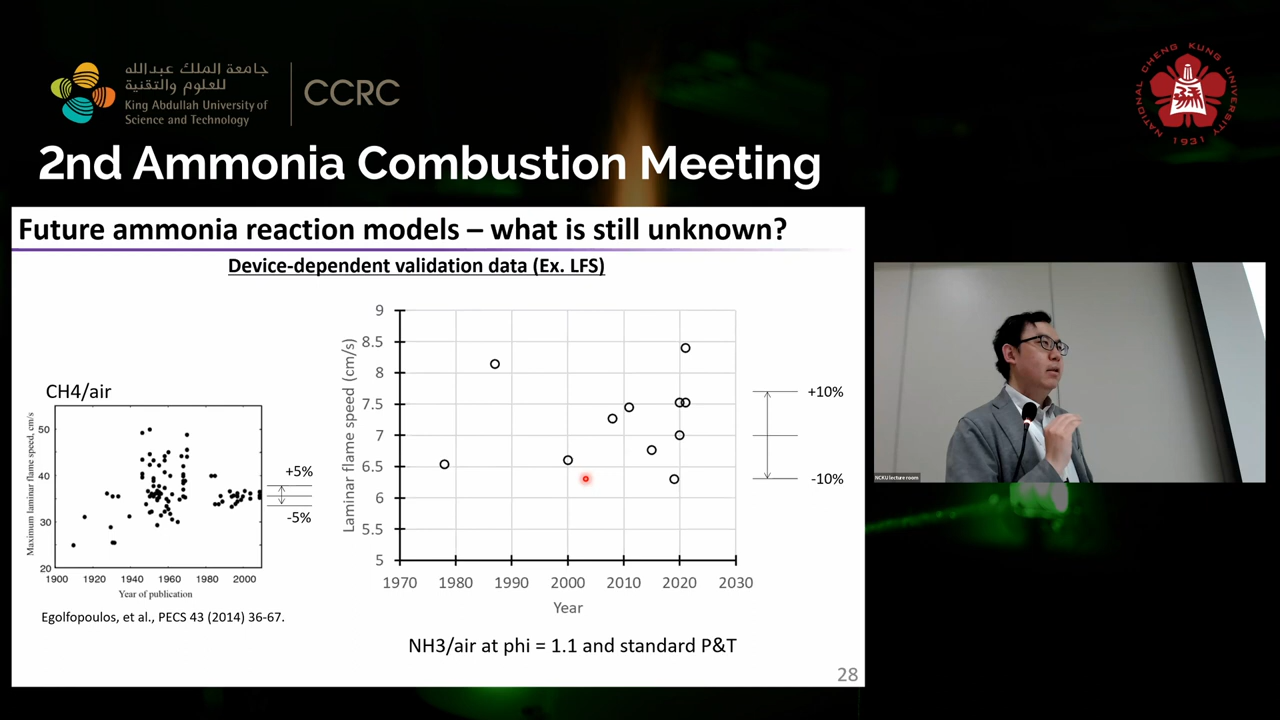 جامعة الملك عبدالله
للعلوم والتقنية
King Abdullah University of
Science and Technology
CCRC
NATIONAL CHENG KUNG UNIVERSITY
1931
2nd Ammonia Combustion Meeting
Future ammonia reaction models – what is still unknown?
Device-dependent validation data (Ex. LFS)
CH4/air
Maximum laminar flame speed, cm/s
50
40
30
20
1900 1920 1940 1960 1980 2000
Year of publication
+5%
-5%
Egolfopoulos, et al., PECS 43 (2014) 36-67.
Laminar flame speed (cm/s)
9
8.5
8
7.5
7
6.5
6
5.5
5
1970 1980 1990 2000 2010 2020 2030
Year
+10%
-10%
NH3/air at phi = 1.1 and standard P&T
28
NCKU lecture room